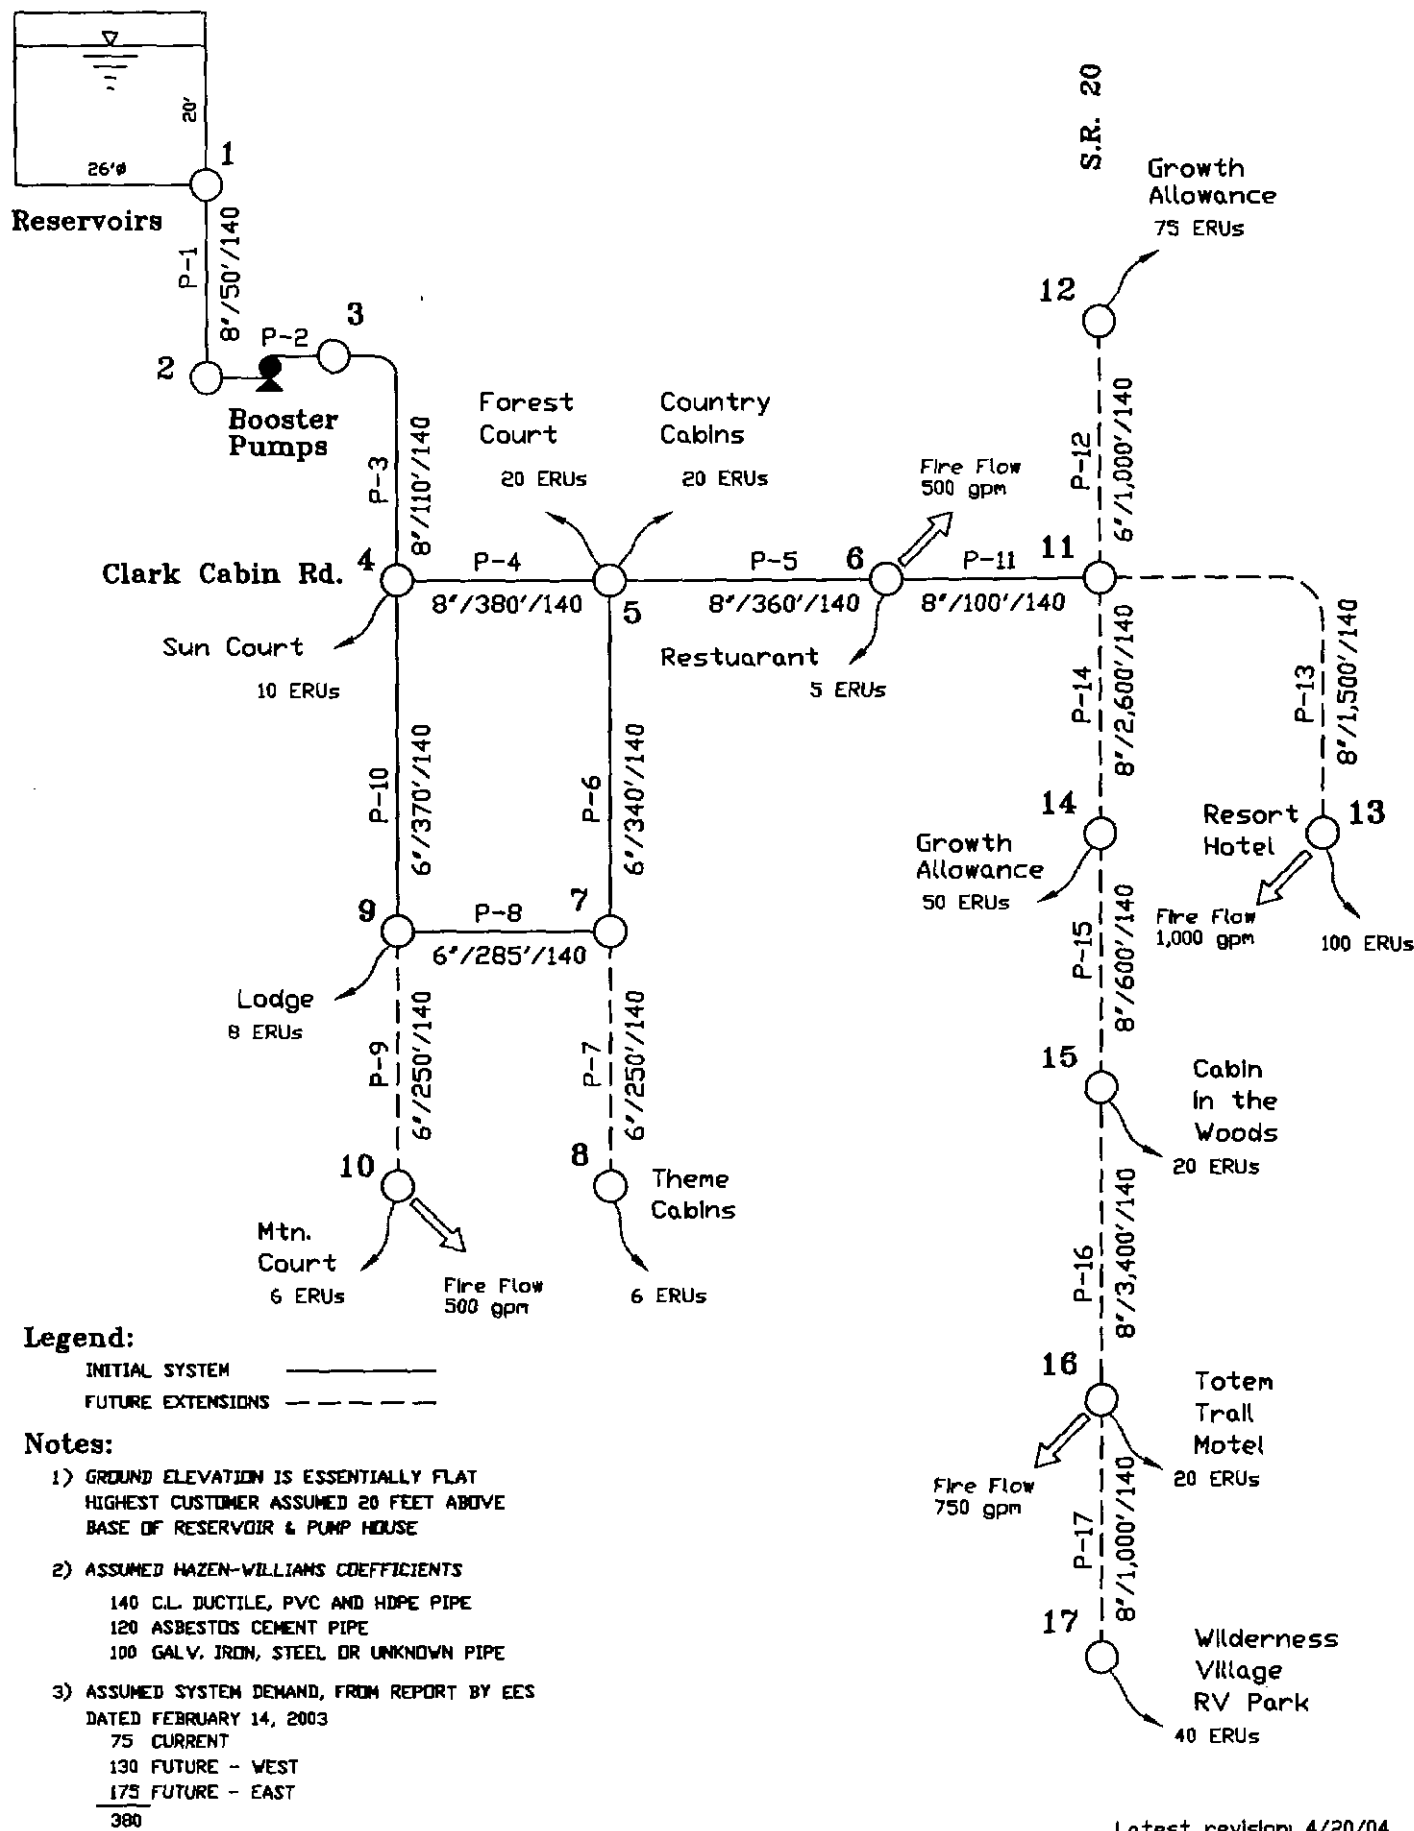 20'
26'ø
1
Reservoirs
P-1
8"/50'/140
2
P-2
3
Booster
Pumps
P-3
8"/110'/140
Clark Cabin Rd.
4
Sun Court
10 ERUs
P-4
8"/380'/140
Forest
Court
20 ERUs
Country
Cabins
20 ERUs
5
P-5
8"/360'/140
6
Fire Flow
500 gpm
Restuarant
5 ERUs
P-11
8"/100'/140
11
S.R. 20
Growth
Allowance
75 ERUs
12
P-12
6"/1,000'/140
P-13
8"/1,500'/140
13
Resort
Hotel
Fire Flow
1,000 gpm
100 ERUs
P-14
8"/2,600'/140
14
Growth
Allowance
50 ERUs
P-15
8"/600'/140
15
Cabin
in the
Woods
20 ERUs
P-16
8"/3,400'/140
16
Totem
Trail
Motel
20 ERUs
Fire Flow
750 gpm
P-17
8"/1,000'/140
17
Wilderness
Village
RV Park
40 ERUs
P-10
6"/370'/140
P-6
6"/340'/140
9
P-8
6"/285'/140
7
Lodge
8 ERUs
P-9
6"/250'/140
P-7
6"/250'/140
10
Mtn.
Court
6 ERUs
Fire Flow
500 gpm
8
Theme
Cabins
6 ERUs
Legend:
INITIAL SYSTEM
FUTURE EXTENSIONS
Notes:
1) GROUND ELEVATION IS ESSENTIALLY FLAT
HIGHEST CUSTOMER ASSUMED 20 FEET ABOVE
BASE OF RESERVOIR & PUMP HOUSE
2) ASSUMED HAZEN-WILLIAMS COEFFICIENTS
140 C.L. DUCTILE, PVC AND HDPE PIPE
120 ASBESTOS CEMENT PIPE
100 GALV. IRON, STEEL OR UNKNOWN PIPE
3) ASSUMED SYSTEM DEMAND, FROM REPORT BY EES
DATED FEBRUARY 14, 2003
75 CURRENT
130 FUTURE - WEST
175 FUTURE - EAST
380
Latest revision: 4/20/04